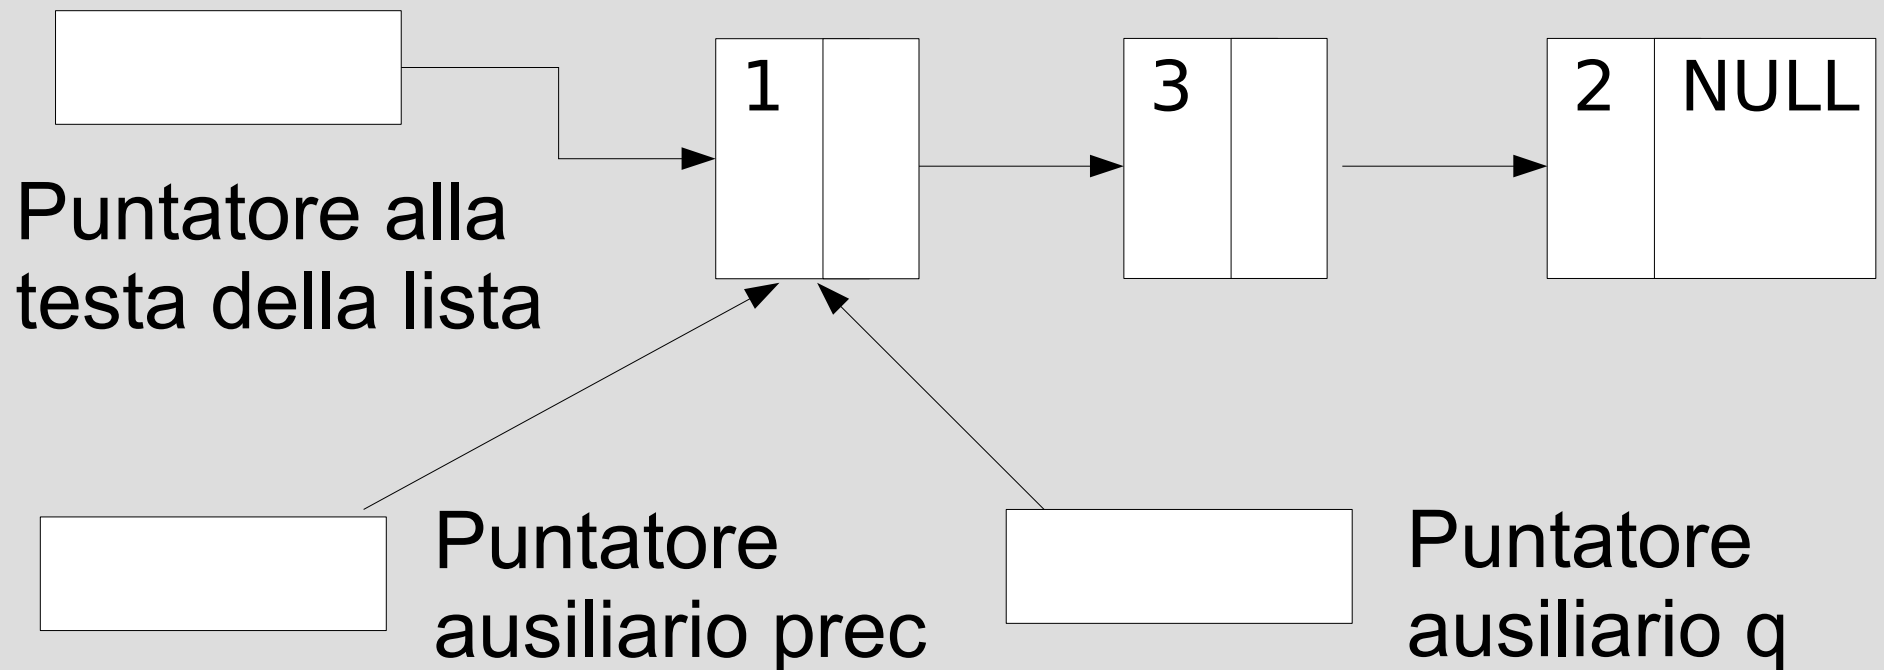 1
3
2 NULL
Puntatore alla
testa della lista
Puntatore
ausiliario prec
Puntatore
ausiliario q